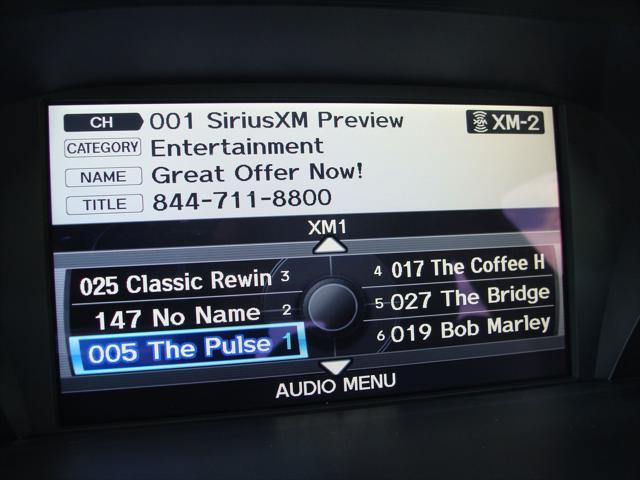 CH 001 SiriusXM Preview XM XM-2
CATEGORY Entertainment
NAME Great Offer Now!
TITLE 844-711-8800
XM1
025 Classic Rewin 3
147 No Name 2
005 The Pulse 1
4 017 The Coffee H
5 027 The Bridge
6 019 Bob Marley
AUDIO MENU